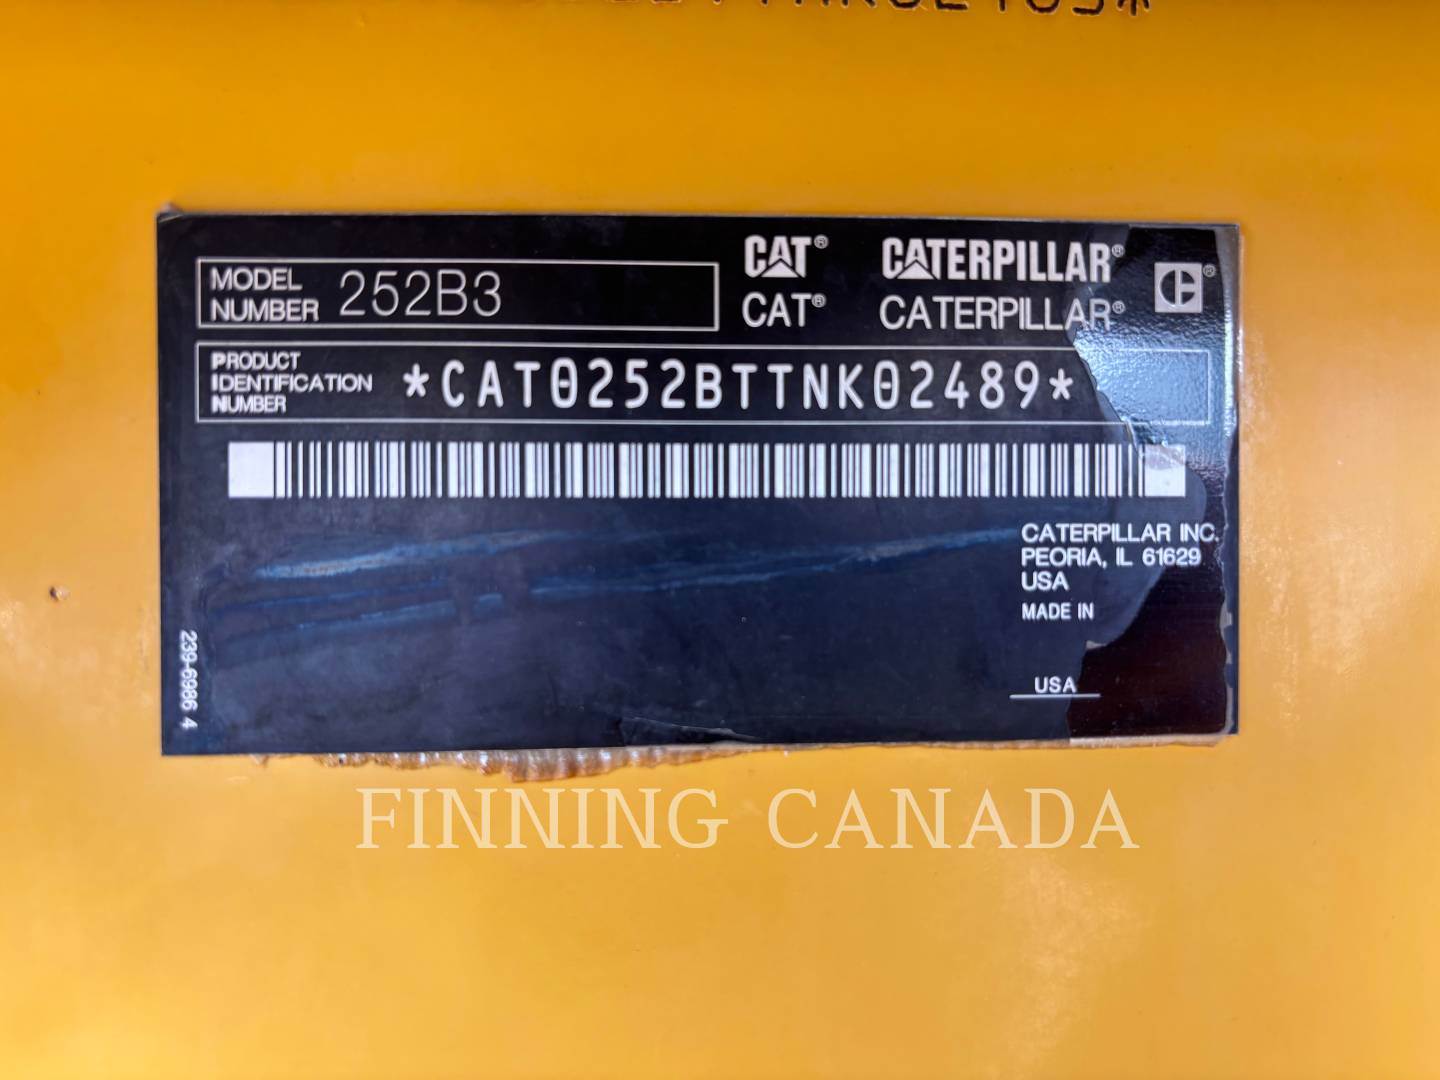 MODEL
NUMBER 252B3
CAT® CATERPILLAR®
CAT® CATERPILLAR®
PRODUCT
IDENTIFICATION
NUMBER
*CAT0252BTTNK02489*
CATERPILLAR INC.
PEORIA, IL 61629
USA
MADE IN
USA
239-6986 4
FINNING CANADA